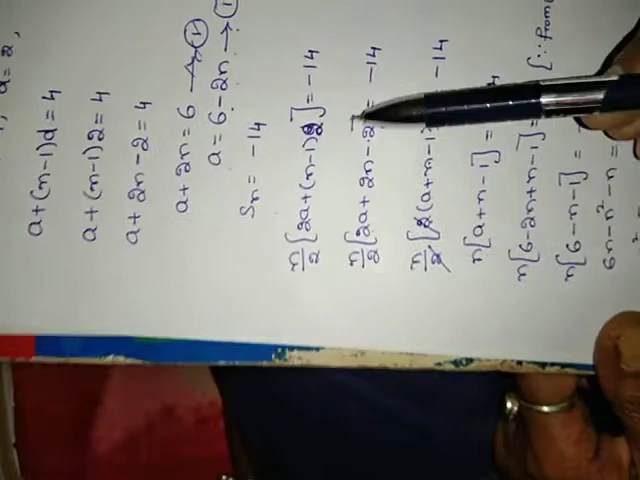 d = 2,
a+(n-1)d = 4
a+(n-1)2 = 4
a+2n-2 = 4
a+2n = 6 → ①
a = 6-2n → ①
Sn = -14
n/2 [2a+(n-1)2] = -14
n/2 [2a+2n-2] = -14
n/2 [2(a+n-1)] = -14
n[a+n-1] =
n[6-2n+n-1] = [∵ from
n[6-n-1] =
6n-n²-n =